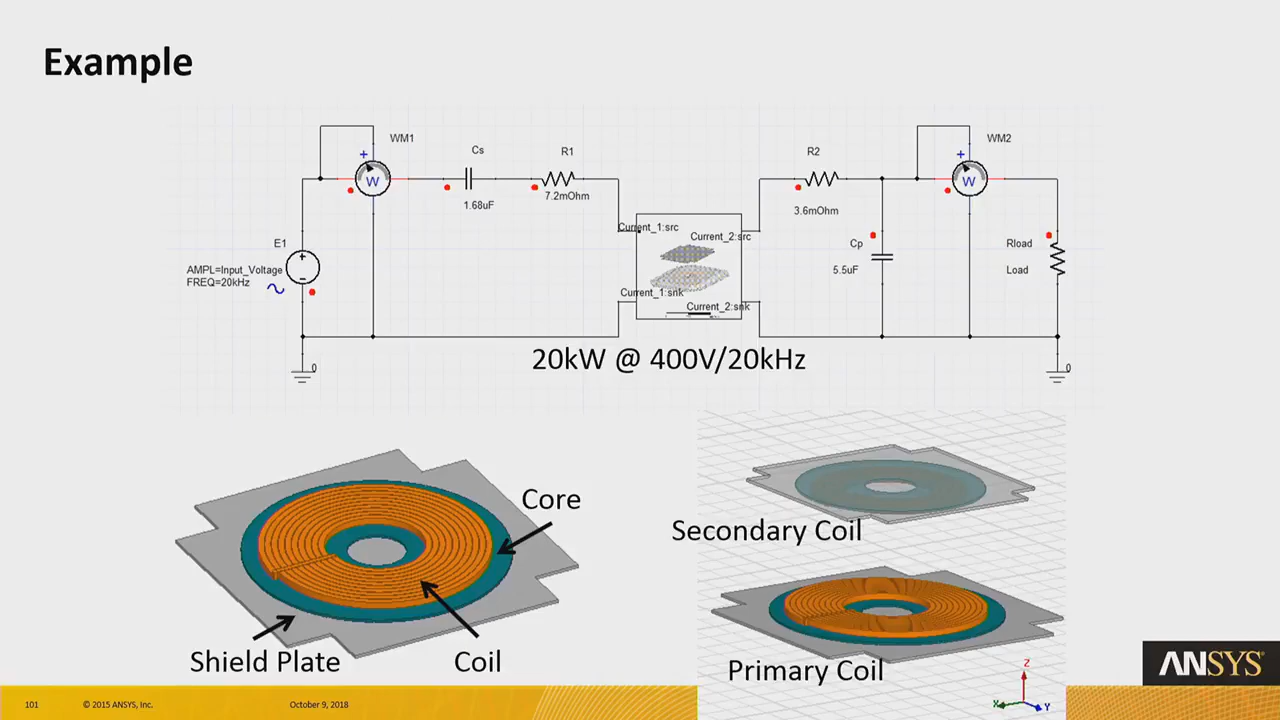 Example
WM1
WM2
Cs
R1
R2
W
W
1.68uF
7.2mOhm
3.6mOhm
Current_1:src
Current_2:src
E1
Cp
Rload
AMPL=Input_Voltage
FREQ=20kHz
5.5uF
Load
Current_1:snk
Current_2:snk
0
0
20kW @ 400V/20kHz
Core
Secondary Coil
Shield Plate
Coil
Primary Coil
Z
X
Y
ANSYS®
101
© 2015 ANSYS, Inc.
October 9, 2018